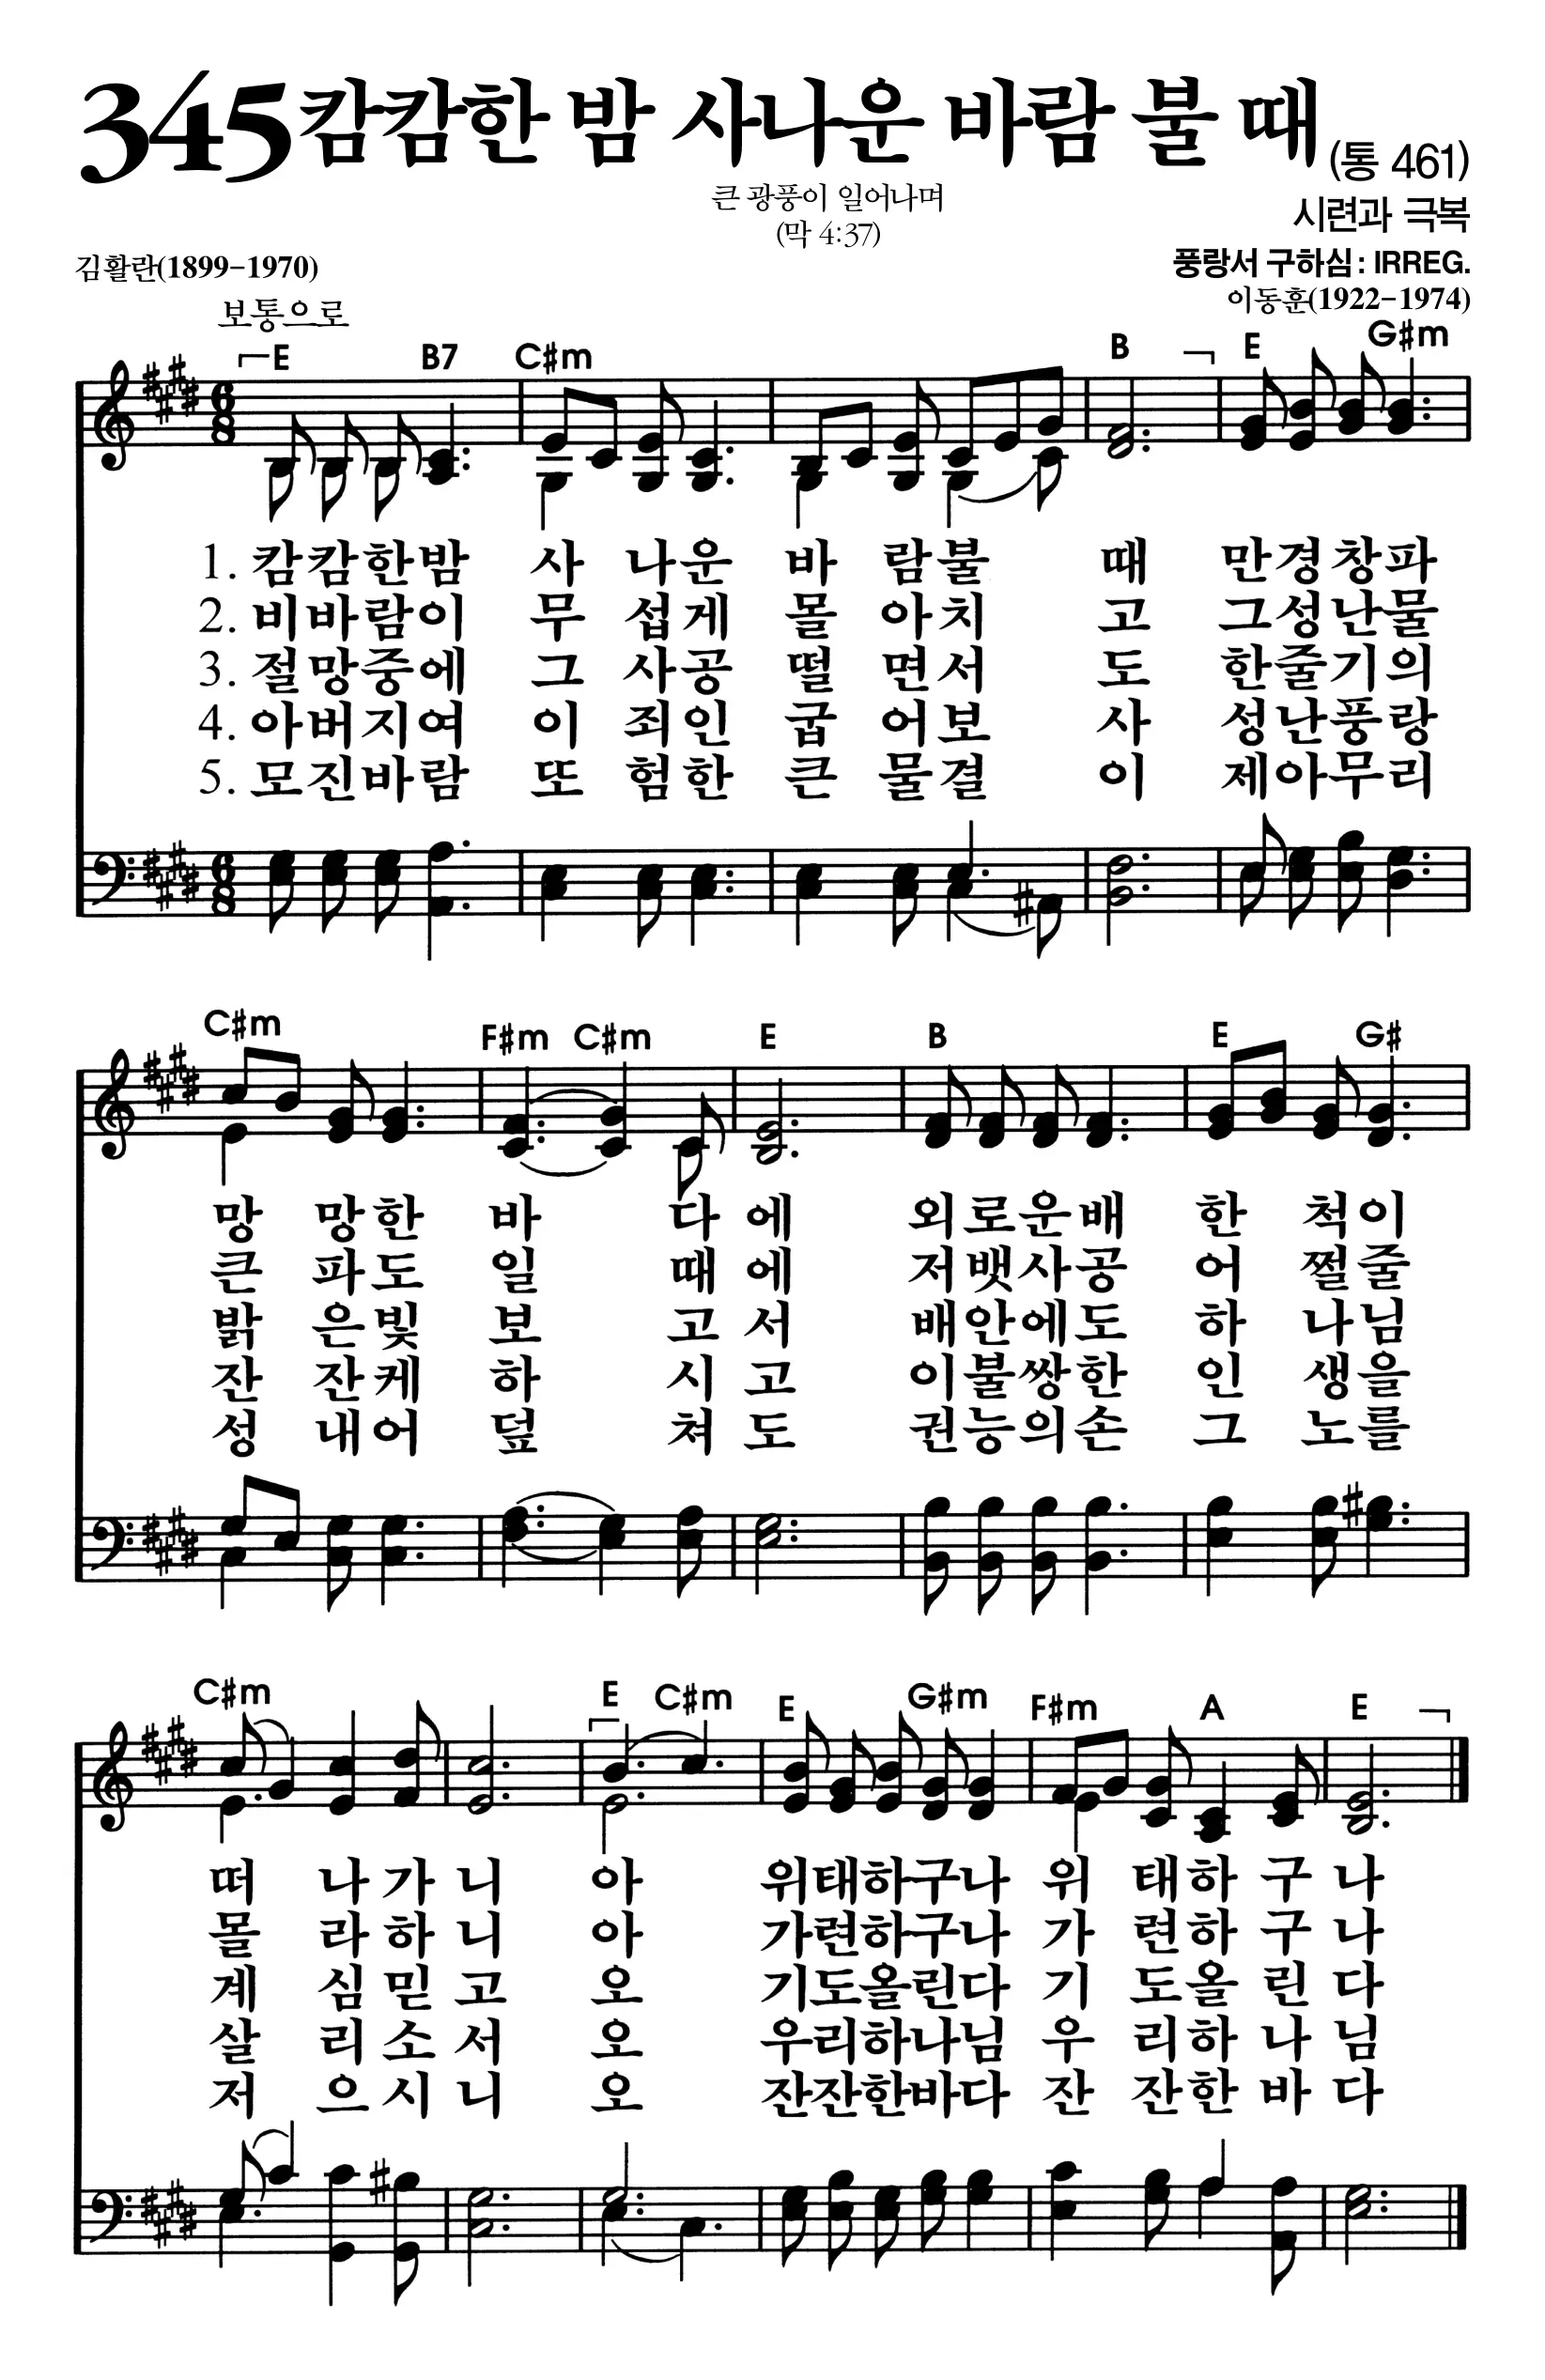 345 캄캄한 밤 사나운 바람 불 때 (통 461)
큰 광풍이 일어나며
(막 4:37)
시련과 극복
김활란(1899-1970)
풍랑서 구하심: IRREG.
이동훈(1922-1974)
보통으로
E B7 C♯m B E G♯m
6 8
1. 캄캄한밤 사 나운 바 람불 때 만경창파
2. 비바람이 무 섭게 몰 아치 고 그성난물
3. 절망중에 그 사공 떨 면서 도 한줄기의
4. 아버지여 이 죄인 굽 어보 사 성난풍랑
5. 모진바람 또 험한 큰 물결 이 제아무리
6 8
C♯m F♯m C♯m E B E G♯
망 망한 바 다에 외로운배 한 척이
큰 파도 일 때에 저뱃사공 어 쩔줄
밝 은빛 보 고서 배안에도 하 나님
잔 잔케 하 시고 이불쌍한 인 생을
성 내어 덮 쳐도 권능의손 그 노를
C♯m E C♯m E G♯m F♯m A E
떠 나가니 아 위태하구나 위 태하구나
몰 라하니 아 가련하구나 가 련하구나
계 심믿고 오 기도올린다 기 도올린다
살 리소서 오 우리하나님 우 리하나님
저 으시니 오 잔잔한바다 잔 잔한바다